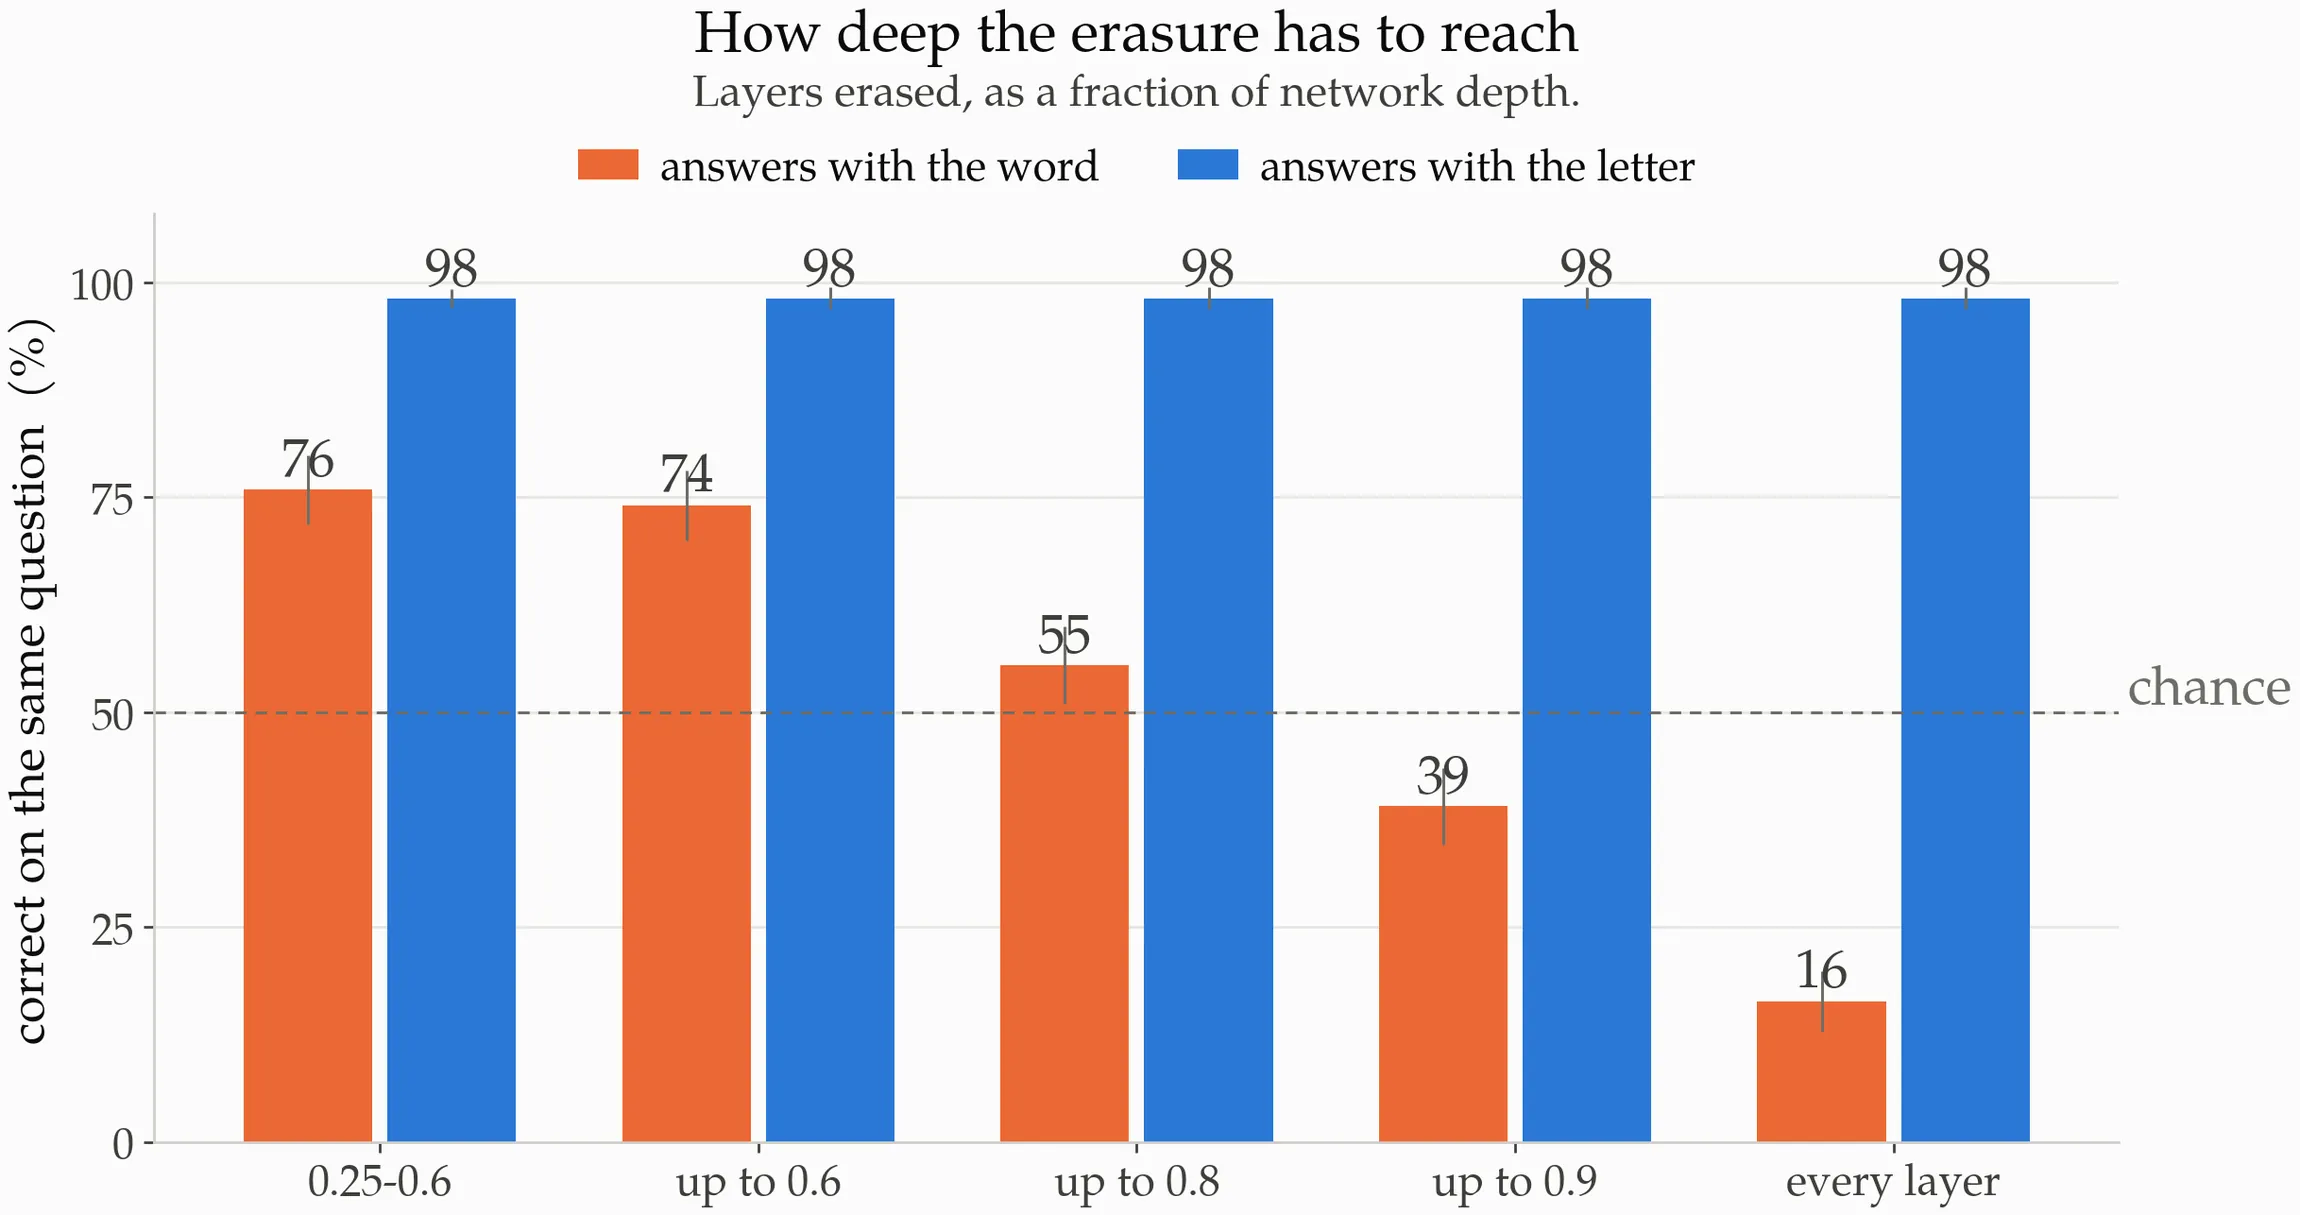 How deep the erasure has to reach
Layers erased, as a fraction of network depth.
answers with the word
answers with the letter
correct on the same question (%)
100
75
50
25
0
76
98
74
98
55
98
39
98
16
98
chance
0.25-0.6
up to 0.6
up to 0.8
up to 0.9
every layer